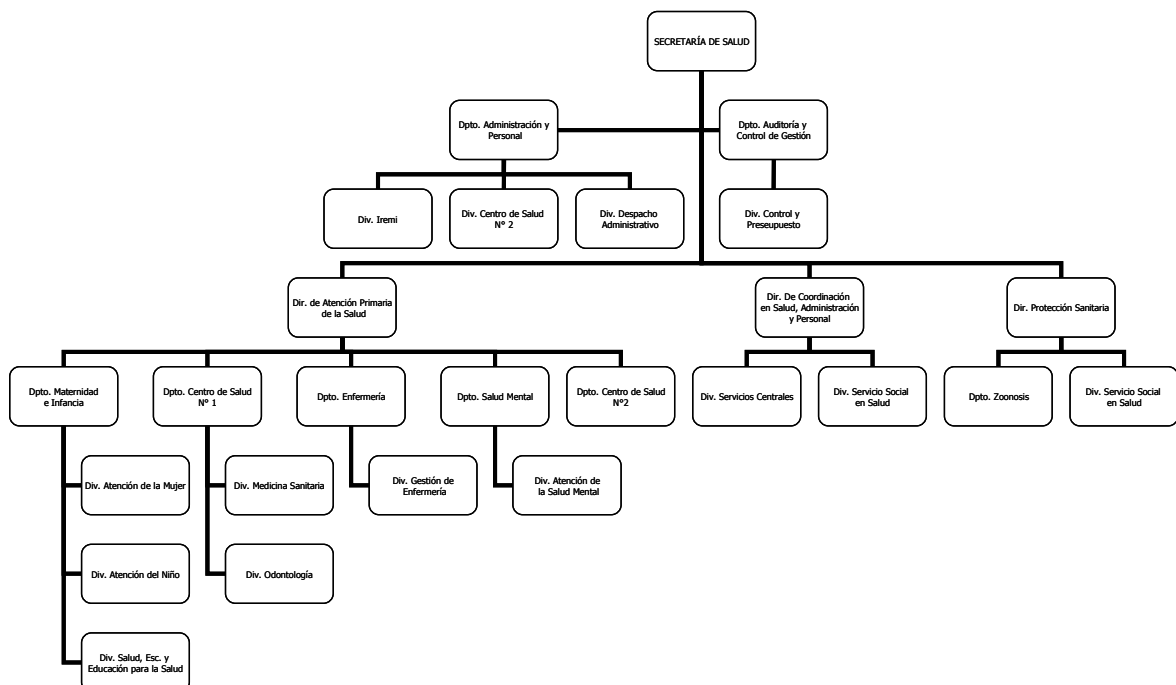 SECRETARÍA DE SALUD
Dpto. Administración y
Personal
Dpto. Auditoría y
Control de Gestión
Div. Iremi
Div. Centro de Salud
Nº 2
Div. Despacho
Administrativo
Div. Control y
Preseupuesto
Dir. de Atención Primaria
de la Salud
Dir. De Coordinación
en Salud, Administración
y Personal
Dir. Protección Sanitaria
Dpto. Maternidad
e Infancia
Dpto. Centro de Salud
Nº 1
Dpto. Enfermería
Dpto. Salud Mental
Dpto. Centro de Salud
Nº2
Div. Servicios Centrales
Div. Servicio Social
en Salud
Dpto. Zoonosis
Div. Servicio Social
en Salud
Div. Atención de la Mujer
Div. Medicina Sanitaria
Div. Gestión de
Enfermería
Div. Atención de
la Salud Mental
Div. Atención del Niño
Div. Odontología
Div. Salud, Esc. y
Educación para la Salud